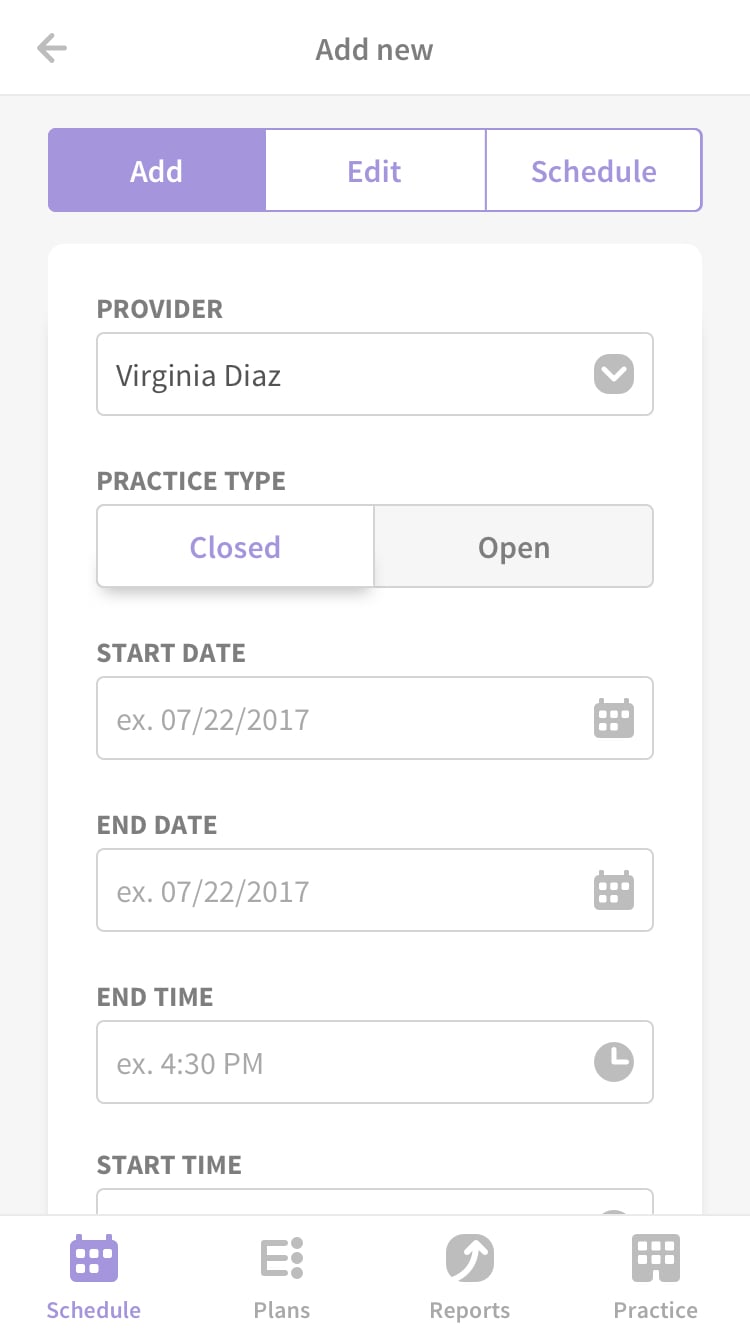 Add new
Add Edit Schedule
PROVIDER
Virginia Diaz
PRACTICE TYPE
Closed Open
START DATE
ex. 07/22/2017
END DATE
ex. 07/22/2017
END TIME
ex. 4:30 PM
START TIME
Schedule Plans Reports Practice